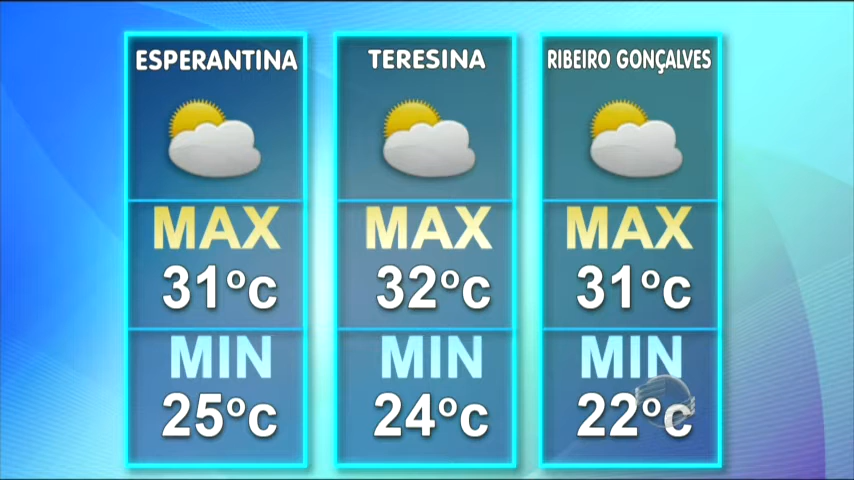 ESPERANTINA
MAX
31ºc
MIN
25ºc
TERESINA
MAX
32ºc
MIN
24ºc
RIBEIRO GONÇALVES
MAX
31ºc
MIN
22ºc